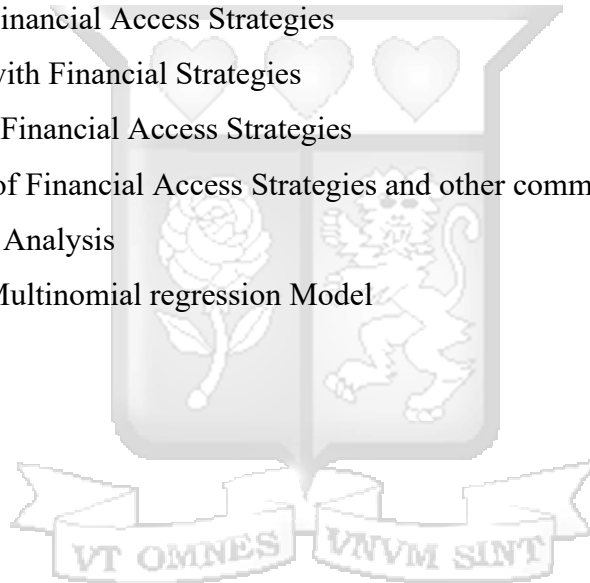 inancial Access Strategies
vith Financial Strategies
Financial Access Strategies
of Financial Access Strategies and other comm
Analysis
Multinomial regression Model
VT OMNES VNVM SINT